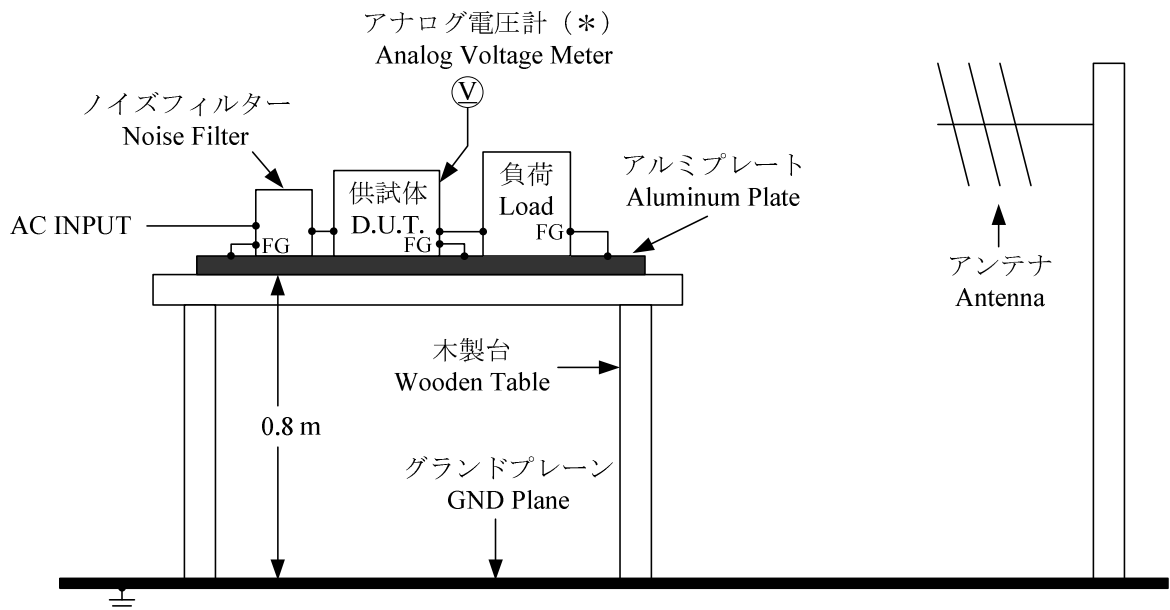 アナログ電圧計（＊）
Analog Voltage Meter
V
ノイズフィルター
Noise Filter
AC INPUT
FG
供試体
D.U.T.
FG
負荷
Load
FG
アルミプレート
Aluminum Plate
アンテナ
Antenna
木製台
Wooden Table
0.8 m
グランドプレーン
GND Plane